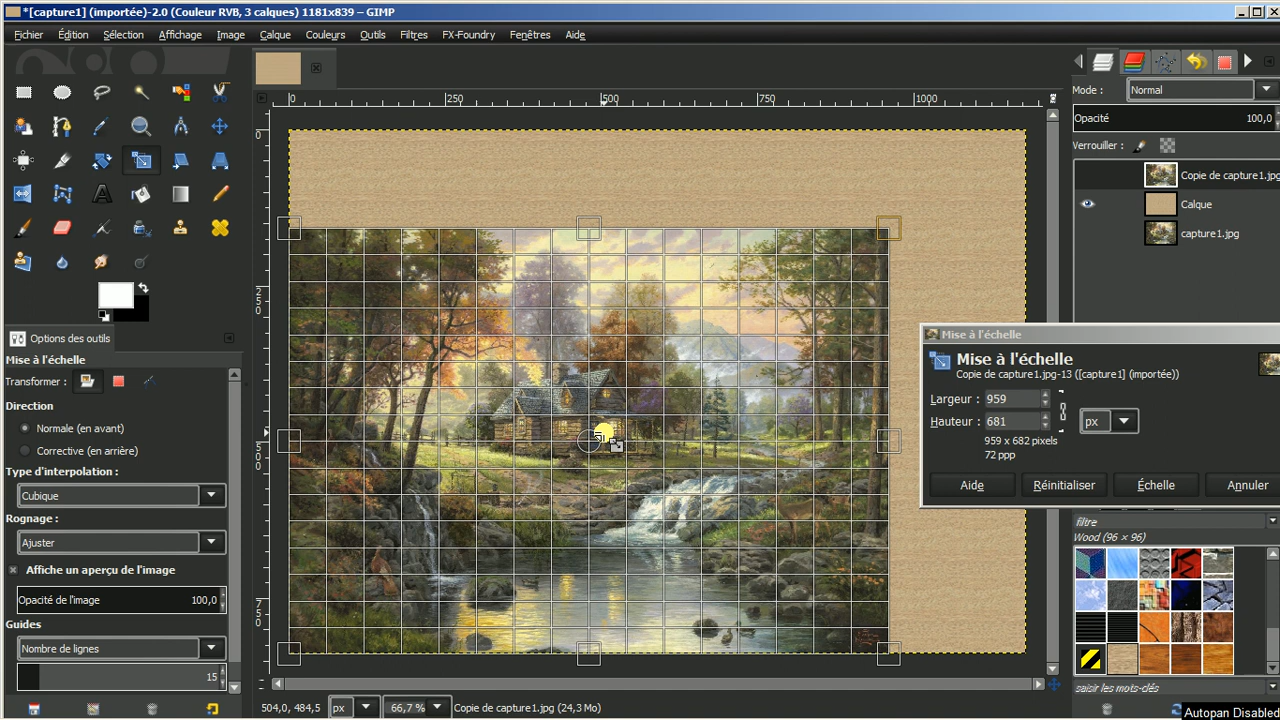 *[capture1] (importée)-2.0 (Couleur RVB, 3 calques) 1181x839 – GIMP
Fichier Édition Sélection Affichage Image Calque Couleurs Outils Filtres FX-Foundry Fenêtres Aide
0 250 500 750 1000
0
250
500
750
Options des outils
Mise à l'échelle
Transformer :
Direction
Normale (en avant)
Corrective (en arrière)
Type d'interpolation :
Cubique
Rognage :
Ajuster
Affiche un aperçu de l'image
Opacité de l'image 100,0
Guides
Nombre de lignes
15
504,0, 484,5 px 66,7 % Copie de capture1.jpg (24,3 Mo)
Mode : Normal
Opacité 100,0
Verrouiller :
Copie de capture1.jpg
Calque
capture1.jpg
Mise à l'échelle
Mise à l'échelle
Copie de capture1.jpg-13 ([capture1] (importée))
Largeur : 959
Hauteur : 681
px
959 x 682 pixels
72 ppp
Aide Réinitialiser Échelle Annuler
filtre
Wood (96 × 96)
saisir les mots-clés
Autopan Disabled